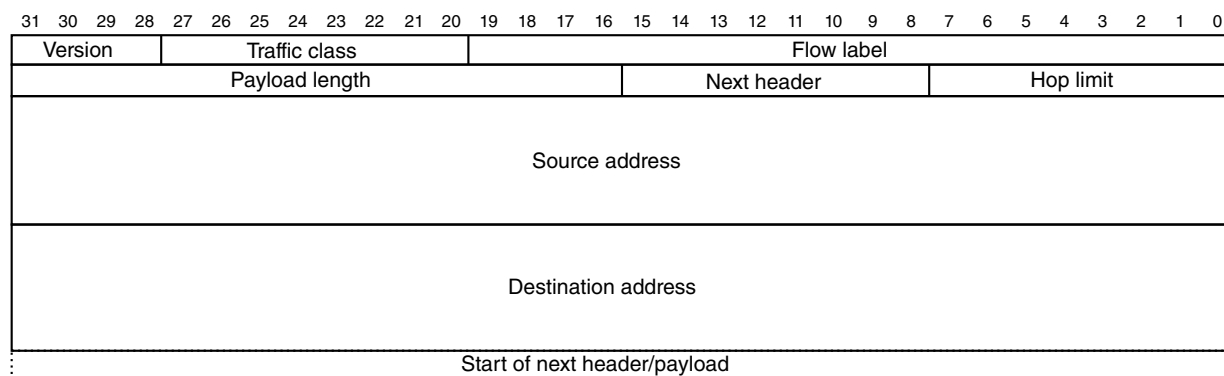 31 30 29 28 27 26 25 24 23 22 21 20 19 18 17 16 15 14 13 12 11 10 9 8 7 6 5 4 3 2 1 0
Version Traffic class Flow label
Payload length Next header Hop limit
Source address
Destination address
Start of next header/payload